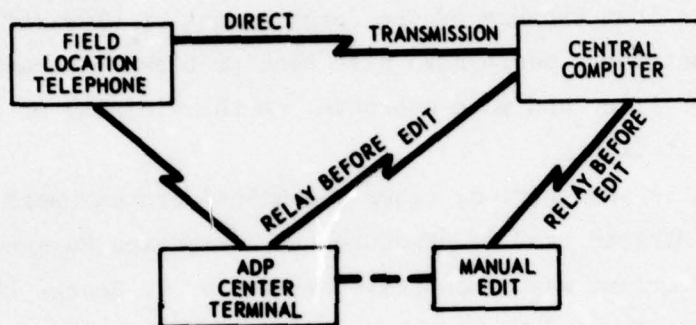 DIRECT
TRANSMISSION
FIELD
LOCATION
TELEPHONE
CENTRAL
COMPUTER
RELAY BEFORE EDIT
RELAY BEFORE
EDIT
ADP
CENTER
TERMINAL
MANUAL
EDIT